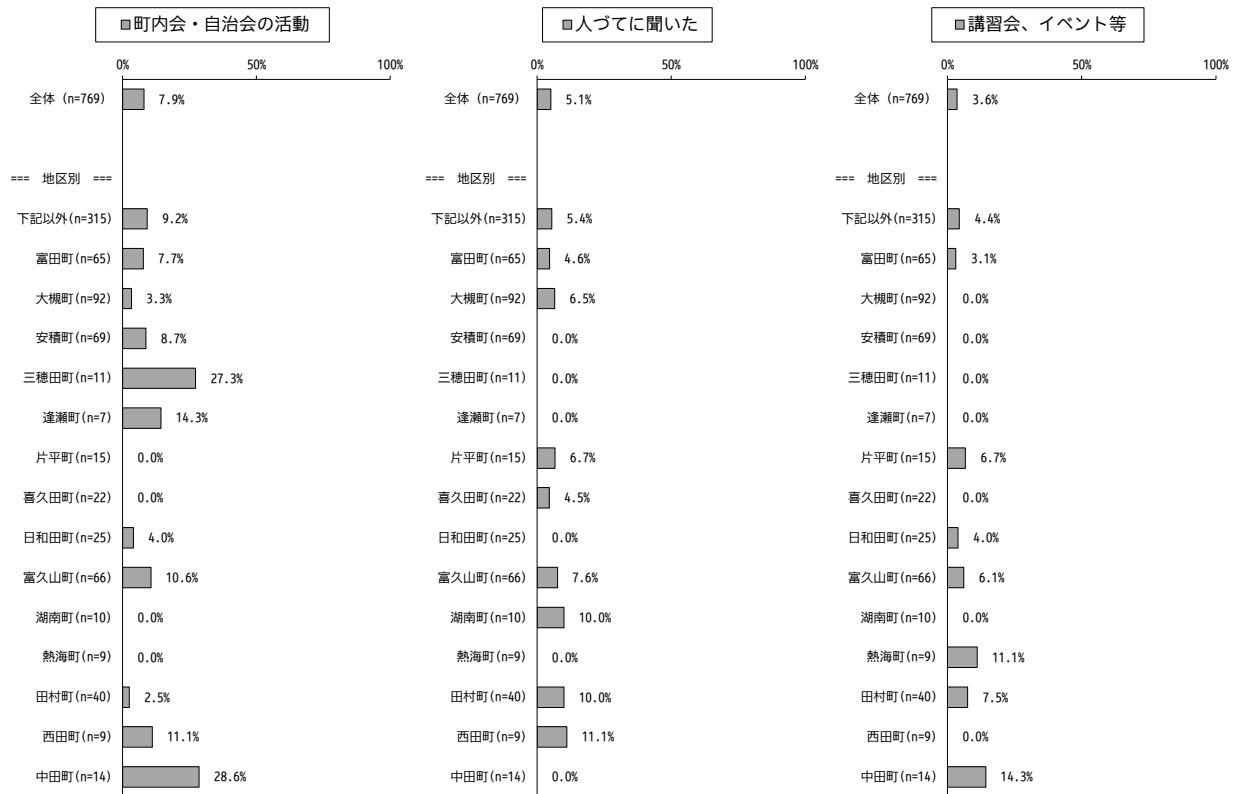 ■町内会・自治会の活動
0% 50% 100%
全体 (n=769) 7.9%
=== 地区別 ===
下記以外(n=315) 9.2%
富田町(n=65) 7.7%
大槻町(n=92) 3.3%
安積町(n=69) 8.7%
三穂田町(n=11) 27.3%
逢瀬町(n=7) 14.3%
片平町(n=15) 0.0%
喜久田町(n=22) 0.0%
日和田町(n=25) 4.0%
富久山町(n=66) 10.6%
湖南町(n=10) 0.0%
熱海町(n=9) 0.0%
田村町(n=40) 2.5%
西田町(n=9) 11.1%
中田町(n=14) 28.6%
■人づてに聞いた
0% 50% 100%
全体 (n=769) 5.1%
=== 地区別 ===
下記以外(n=315) 5.4%
富田町(n=65) 4.6%
大槻町(n=92) 6.5%
安積町(n=69) 0.0%
三穂田町(n=11) 0.0%
逢瀬町(n=7) 0.0%
片平町(n=15) 6.7%
喜久田町(n=22) 4.5%
日和田町(n=25) 0.0%
富久山町(n=66) 7.6%
湖南町(n=10) 10.0%
熱海町(n=9) 0.0%
田村町(n=40) 10.0%
西田町(n=9) 11.1%
中田町(n=14) 0.0%
■講習会、イベント等
0% 50% 100%
全体 (n=769) 3.6%
=== 地区別 ===
下記以外(n=315) 4.4%
富田町(n=65) 3.1%
大槻町(n=92) 0.0%
安積町(n=69) 0.0%
三穂田町(n=11) 0.0%
逢瀬町(n=7) 0.0%
片平町(n=15) 6.7%
喜久田町(n=22) 0.0%
日和田町(n=25) 4.0%
富久山町(n=66) 6.1%
湖南町(n=10) 0.0%
熱海町(n=9) 11.1%
田村町(n=40) 7.5%
西田町(n=9) 0.0%
中田町(n=14) 14.3%